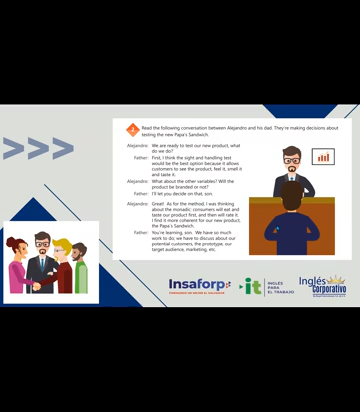 Read the following conversation between Alejandro and his dad. They're making decisions about
testing the new Papa's Sandwich.
Alejandro: We are ready to test our new product, what
do we do?
Father: First, I think the sight and handling test
would be the best option because it allows
customers to see the product, feel it, smell it
and taste it.
Alejandro: What about the other variables? Will the
product be branded or not?
Father: I'll let you decide on that, son.
Alejandro: Great! As for the method, I was thinking
about the monadic: consumers will eat and
taste our product first, and then will rate it.
I find it more coherent for our new product,
the Papa's Sandwich.
Father: You're learning, son. We have so much
work to do; we have to discuss about our
potential customers, the prototype, our
target audience, marketing, etc.
Insaforp
it
INGLÉS
PARA
EL TRABAJO
Inglés
Corporativo